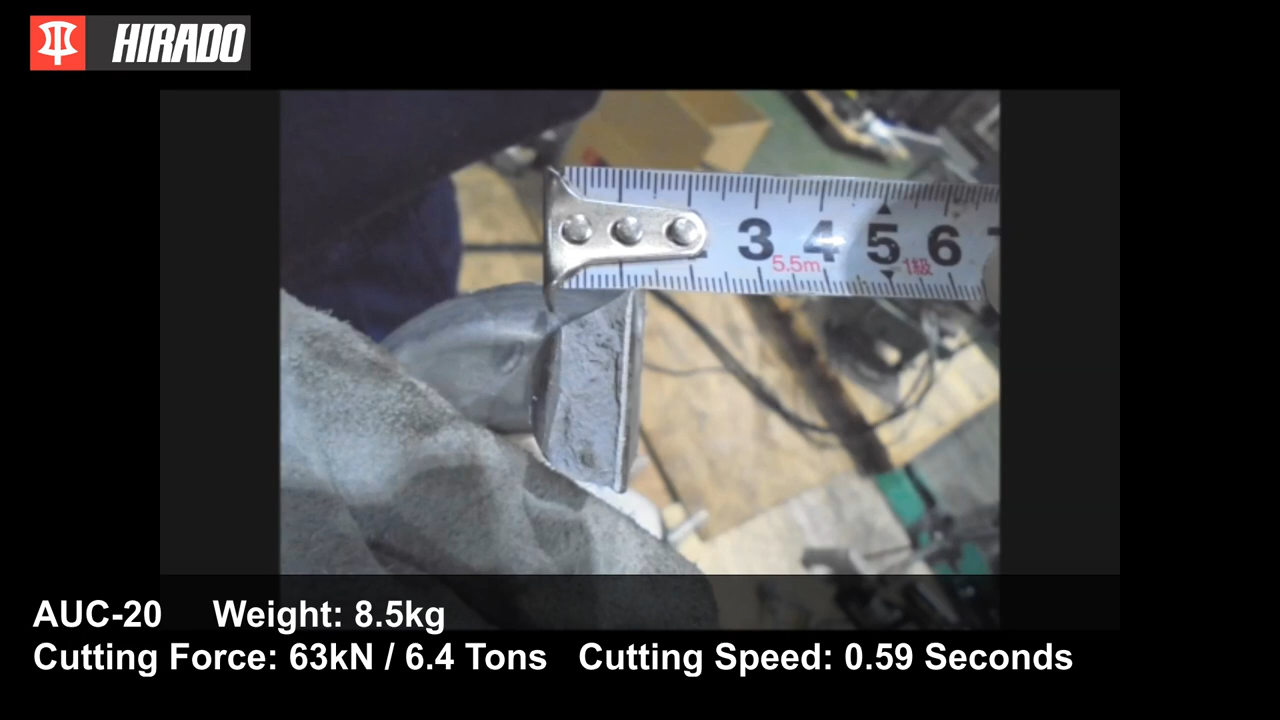 HIRADO
3 4 5 6
5.5m 1級
AUC-20 Weight: 8.5kg
Cutting Force: 63kN / 6.4 Tons Cutting Speed: 0.59 Seconds